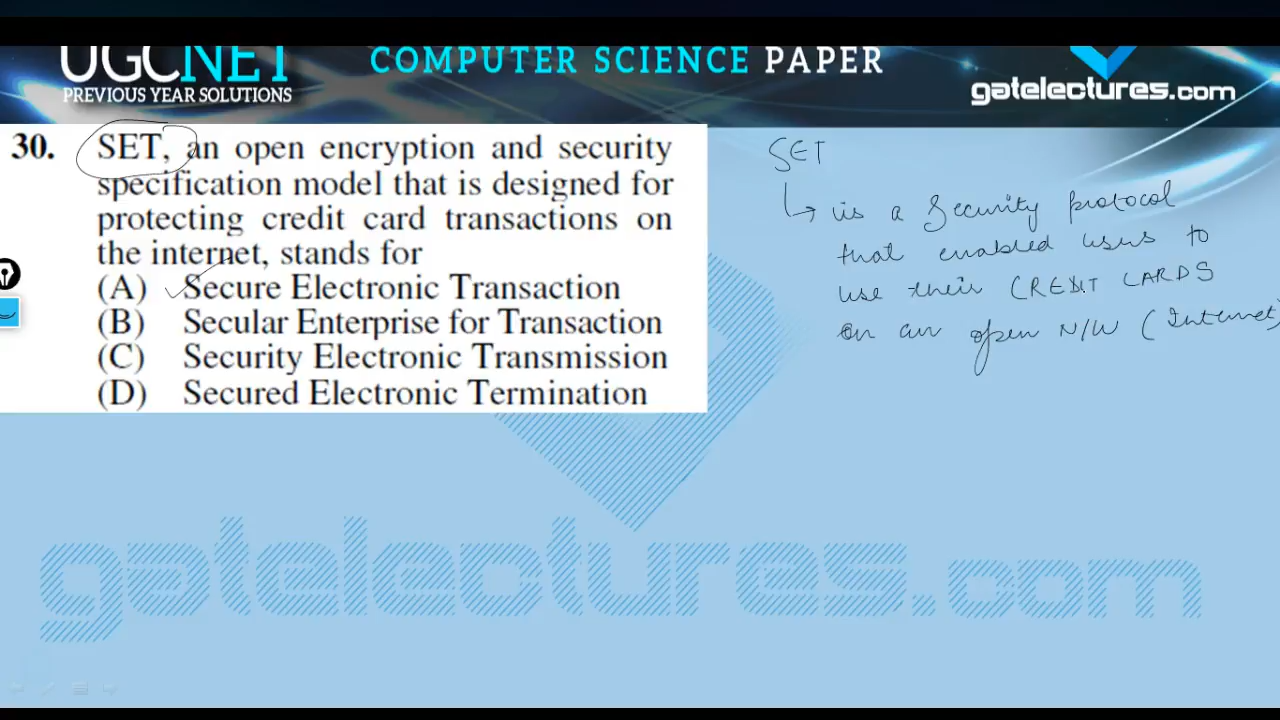 UGCNET
PREVIOUS YEAR SOLUTIONS
COMPUTER SCIENCE PAPER
gatelectures.com
30. SET, an open encryption and security
specification model that is designed for
protecting credit card transactions on
the internet, stands for
(A) Secure Electronic Transaction
(B) Secular Enterprise for Transaction
(C) Security Electronic Transmission
(D) Secured Electronic Termination
SET
is a Security protocol
that enabled users to
use their CREDIT CARDS
on an open N/W (Internet)
gatelectures.com